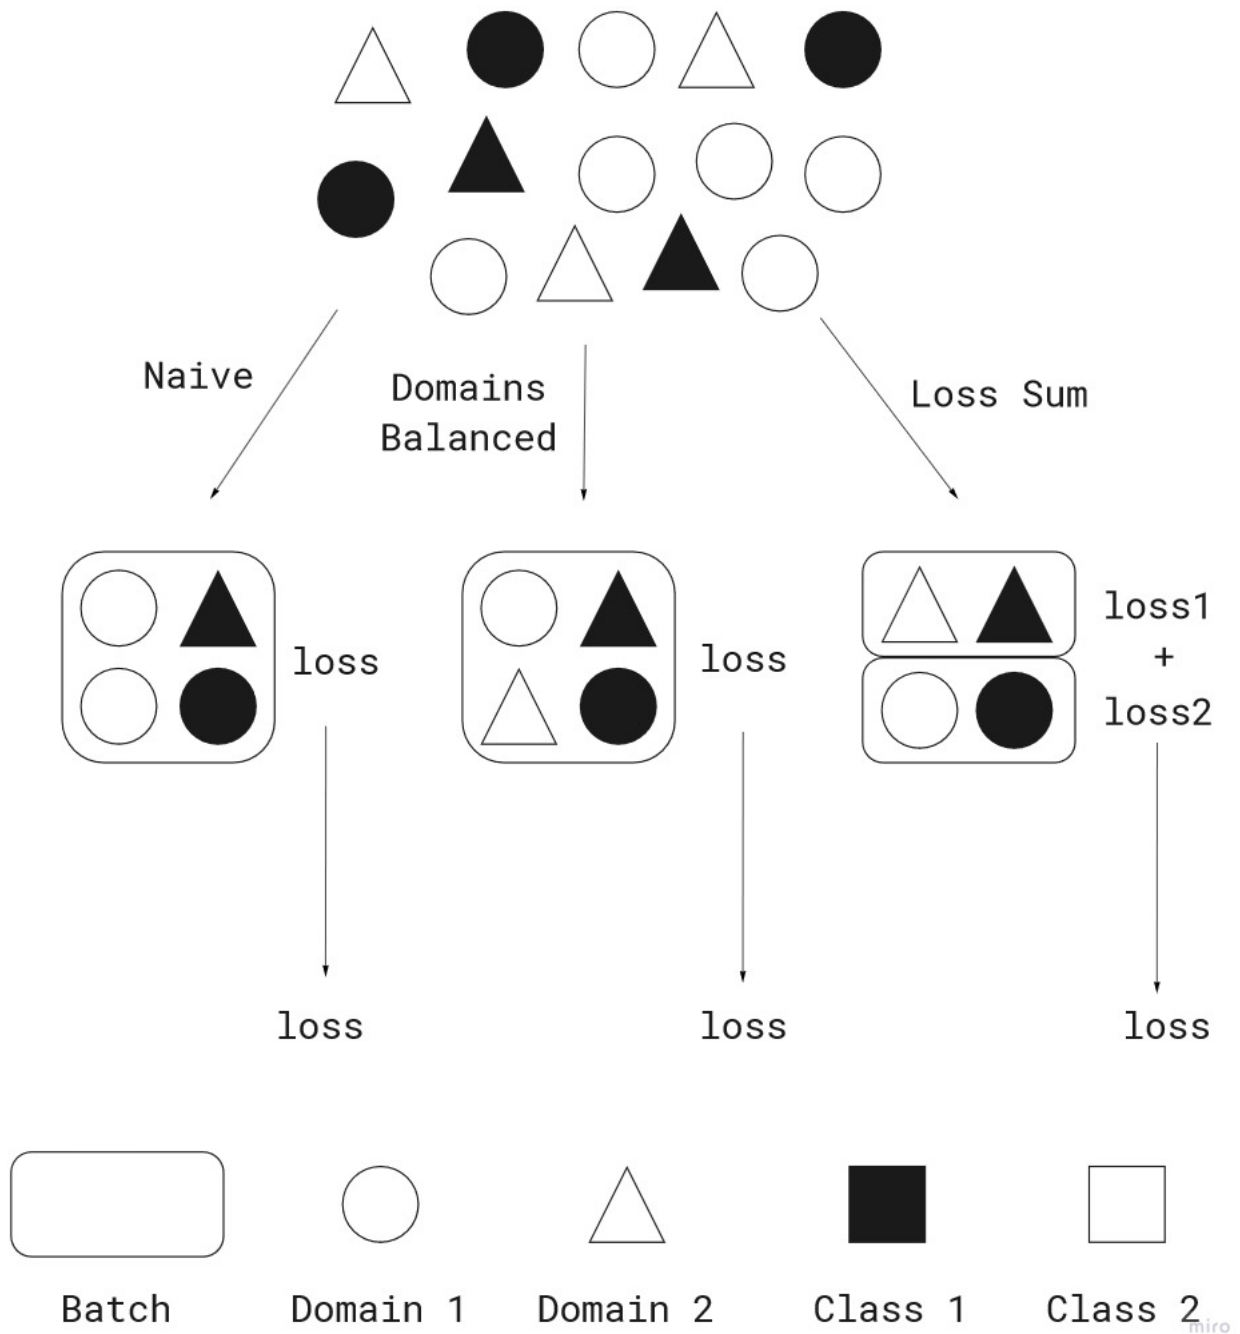 Naive
Domains
Balanced
Loss Sum
loss
loss
loss1
+
loss2
loss
loss
loss
Batch
Domain 1
Domain 2
Class 1
Class 2
miro